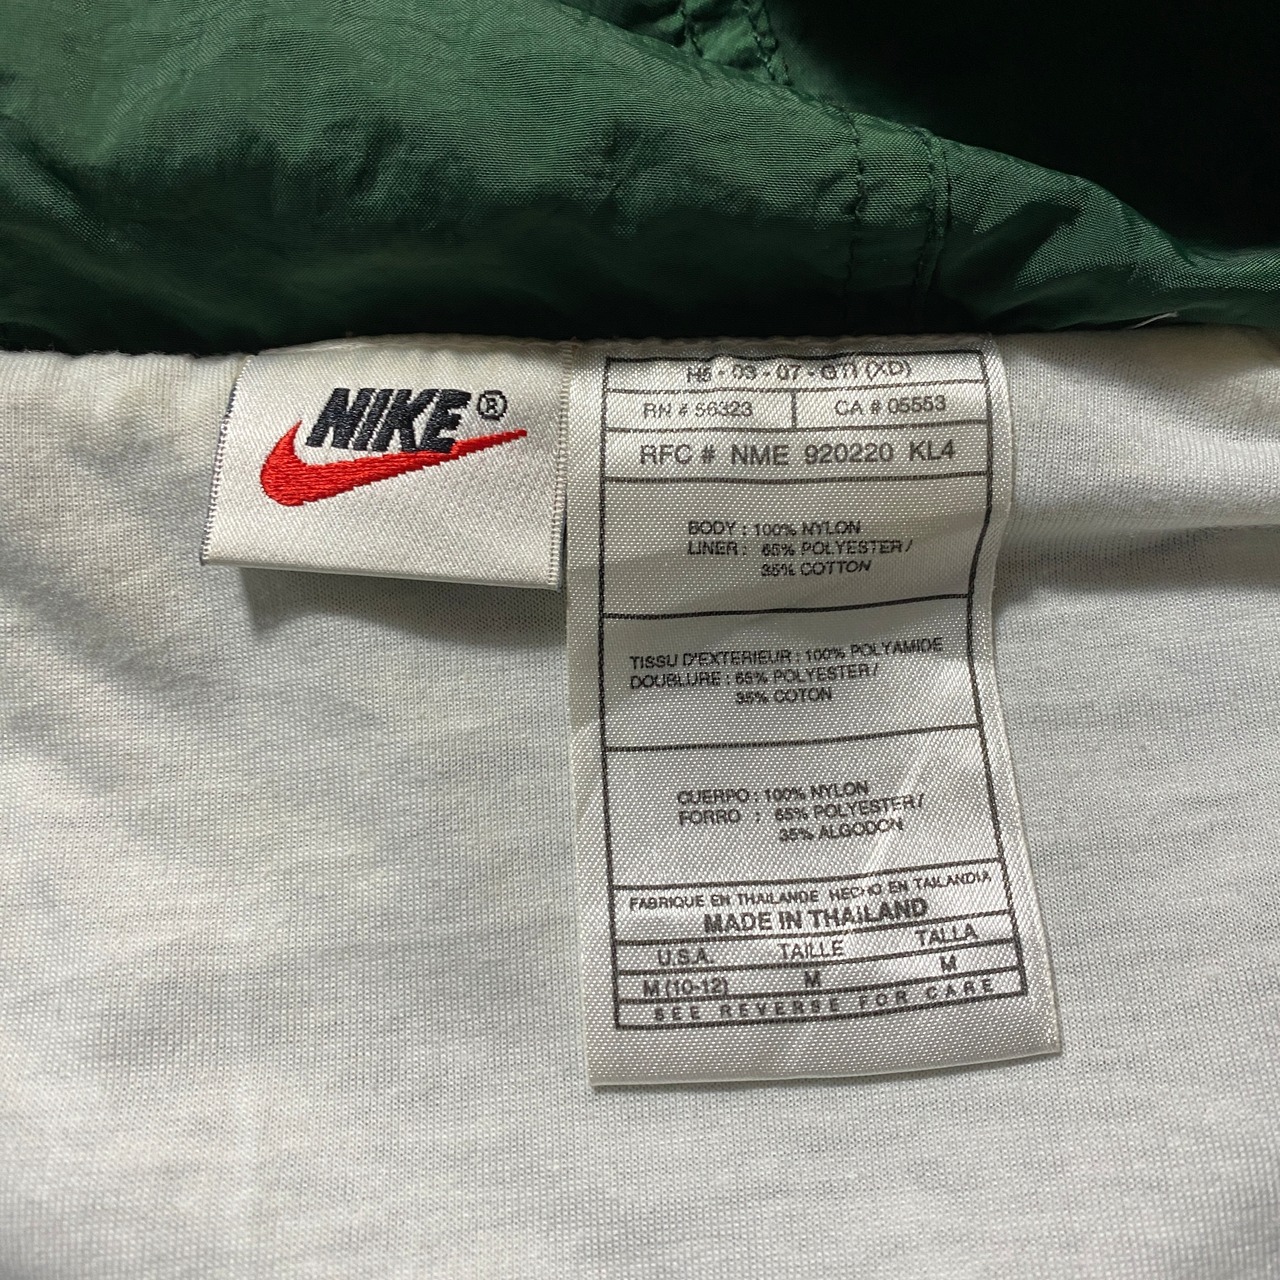 NIKE®
H5 - 03 - 07 - GTI (XD)
RN # 56323
CA # 05553
RFC # NME 920220 KL4
BODY : 100% NYLON
LINER : 65% POLYESTER /
35% COTTON
TISSU D'EXTERIEUR : 100% POLYAMIDE
DOUBLURE : 65% POLYESTER /
35% COTON
CUERPO : 100% NYLON
FORRO : 65% POLYESTER /
35% ALGODON
FABRIQUE EN THAILANDE HECHO EN TAILANDIA
MADE IN THAILAND
U.S.A. TAILLE TALLA
M (10-12) M M
SEE REVERSE FOR CARE